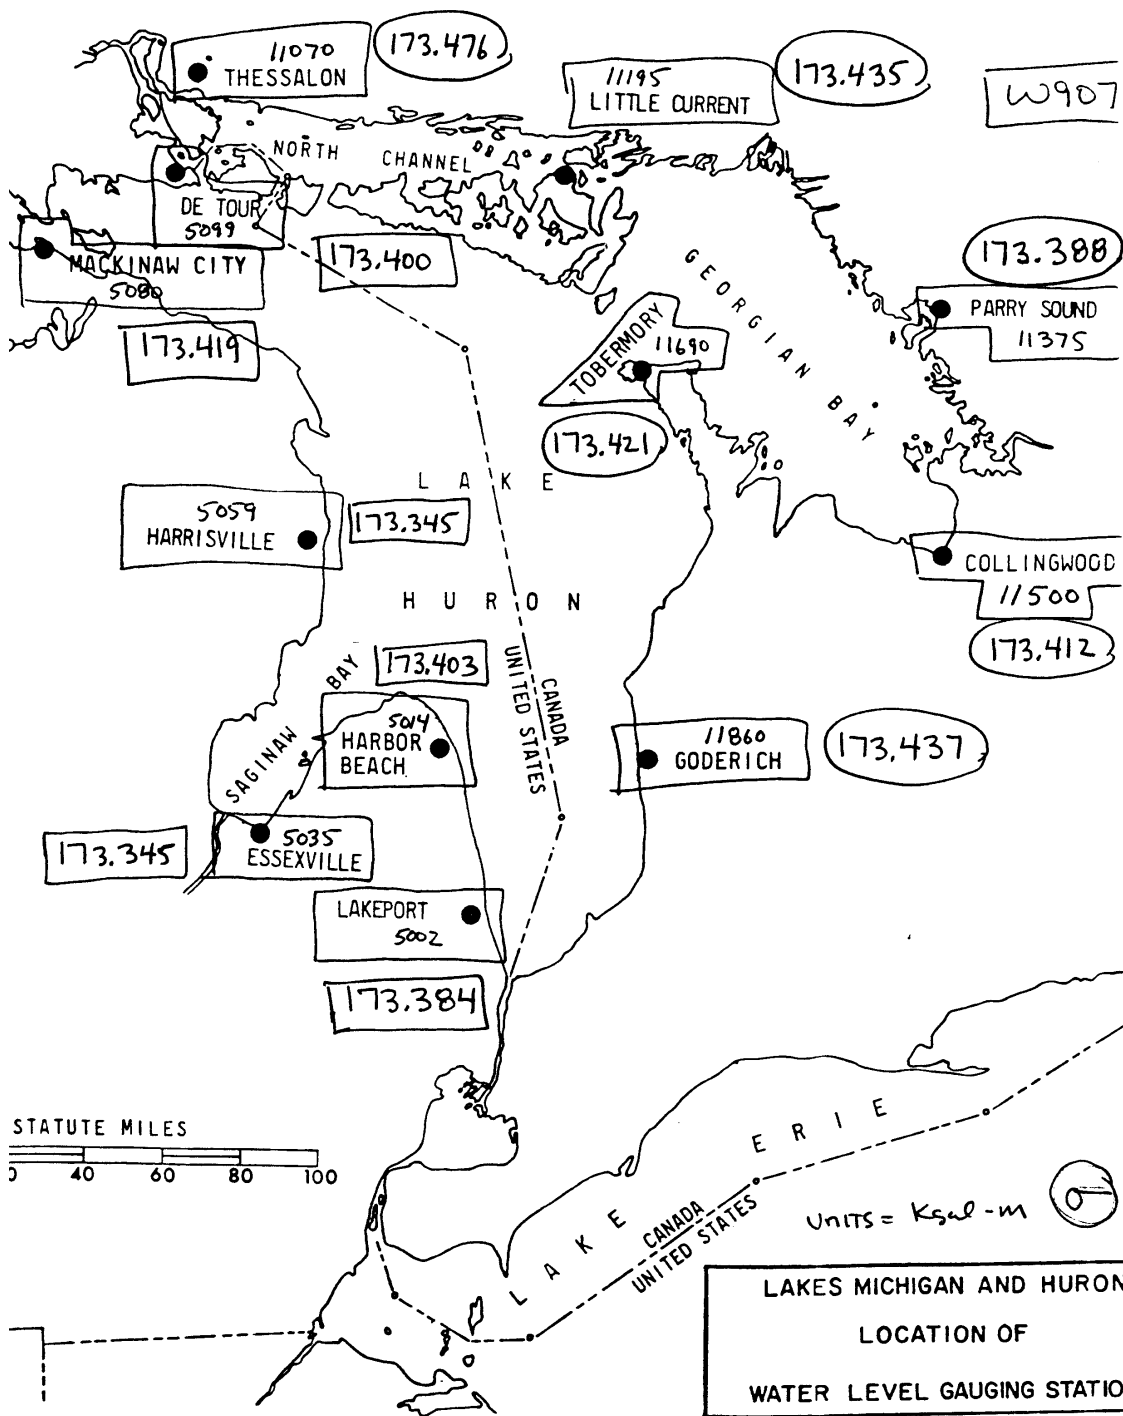 11070
THESSALON
173.476
11195
LITTLE CURRENT
173.435
W907
NORTH CHANNEL
DE TOUR
5099
MACKINAW CITY
5080
173.400
173.419
GEORGIAN BAY
173.388
PARRY SOUND
11375
TOBERMORY
11690
173.421
LAKE
HURON
5059
HARRISVILLE
173.345
COLLINGWOOD
11500
173.412
SAGINAW BAY
173.403
5014
HARBOR
BEACH
CANADA
UNITED STATES
11860
GODERICH
173.437
173.345
5035
ESSEXVILLE
LAKEPORT
5002
173.384
STATUTE MILES
0 40 60 80 100
LAKE ERIE
CANADA
UNITED STATES
UNITS = Kgal-m
LAKES MICHIGAN AND HURON
LOCATION OF
WATER LEVEL GAUGING STATIO